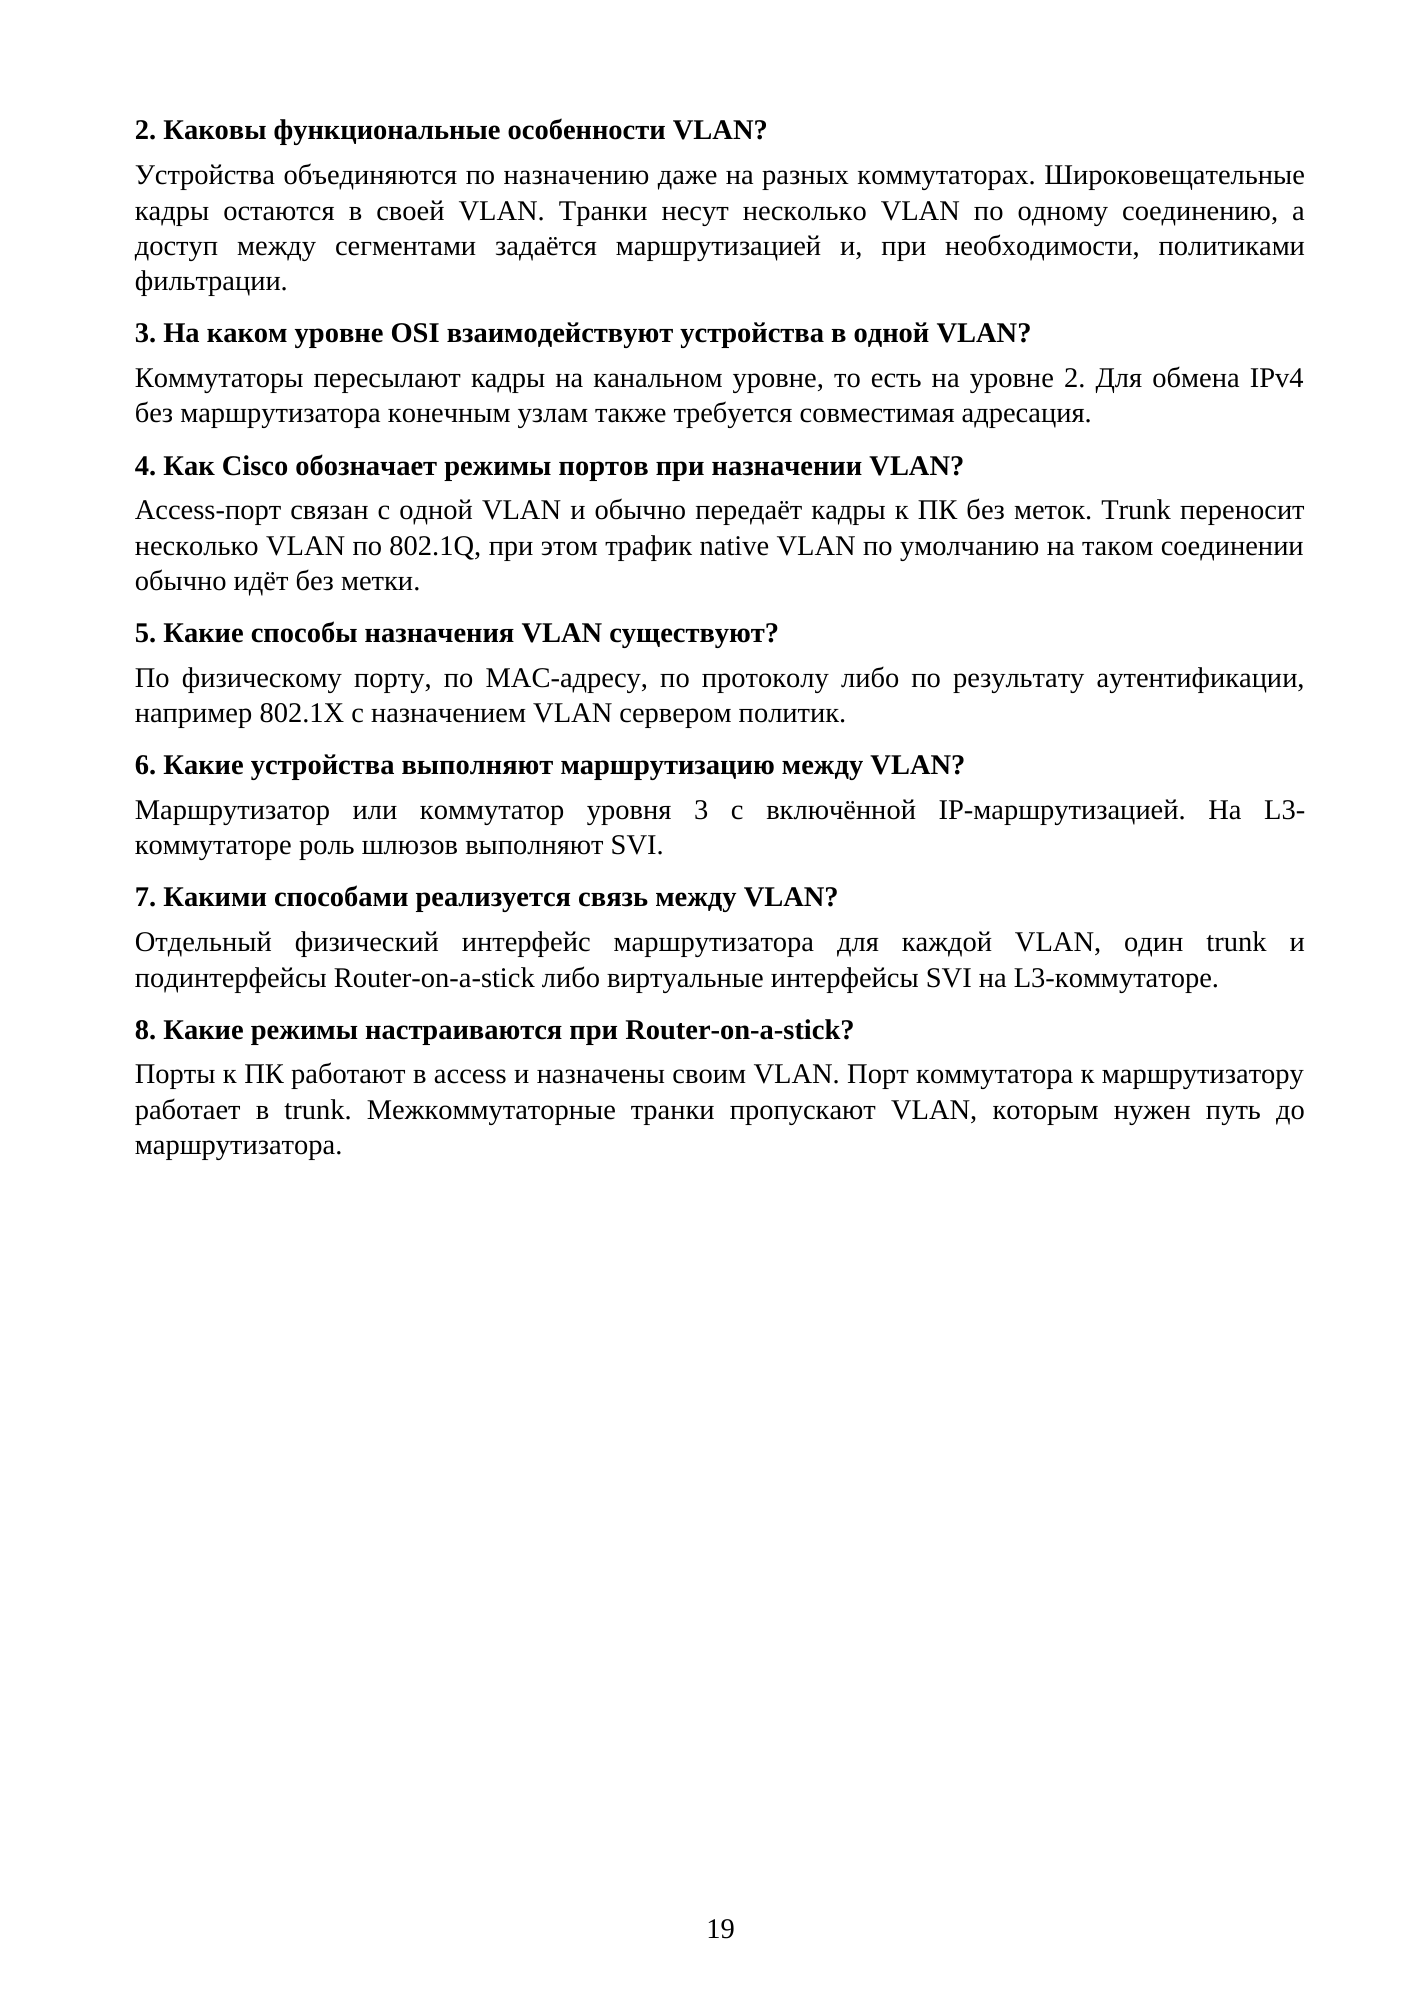 2. Каковы функциональные особенности VLAN?
Устройства объединяются по назначению даже на разных коммутаторах. Широковещательные
кадры остаются в своей VLAN. Транки несут несколько VLAN по одному соединению, а
доступ между сегментами задаётся маршрутизацией и, при необходимости, политиками
фильтрации.
3. На каком уровне OSI взаимодействуют устройства в одной VLAN?
Коммутаторы пересылают кадры на канальном уровне, то есть на уровне 2. Для обмена IPv4
без маршрутизатора конечным узлам также требуется совместимая адресация.
4. Как Cisco обозначает режимы портов при назначении VLAN?
Access-порт связан с одной VLAN и обычно передаёт кадры к ПК без меток. Trunk переносит
несколько VLAN по 802.1Q, при этом трафик native VLAN по умолчанию на таком соединении
обычно идёт без метки.
5. Какие способы назначения VLAN существуют?
По физическому порту, по MAC-адресу, по протоколу либо по результату аутентификации,
например 802.1X с назначением VLAN сервером политик.
6. Какие устройства выполняют маршрутизацию между VLAN?
Маршрутизатор или коммутатор уровня 3 с включённой IP-маршрутизацией. На L3-
коммутаторе роль шлюзов выполняют SVI.
7. Какими способами реализуется связь между VLAN?
Отдельный физический интерфейс маршрутизатора для каждой VLAN, один trunk и
подинтерфейсы Router-on-a-stick либо виртуальные интерфейсы SVI на L3-коммутаторе.
8. Какие режимы настраиваются при Router-on-a-stick?
Порты к ПК работают в access и назначены своим VLAN. Порт коммутатора к маршрутизатору
работает в trunk. Межкоммутаторные транки пропускают VLAN, которым нужен путь до
маршрутизатора.
19